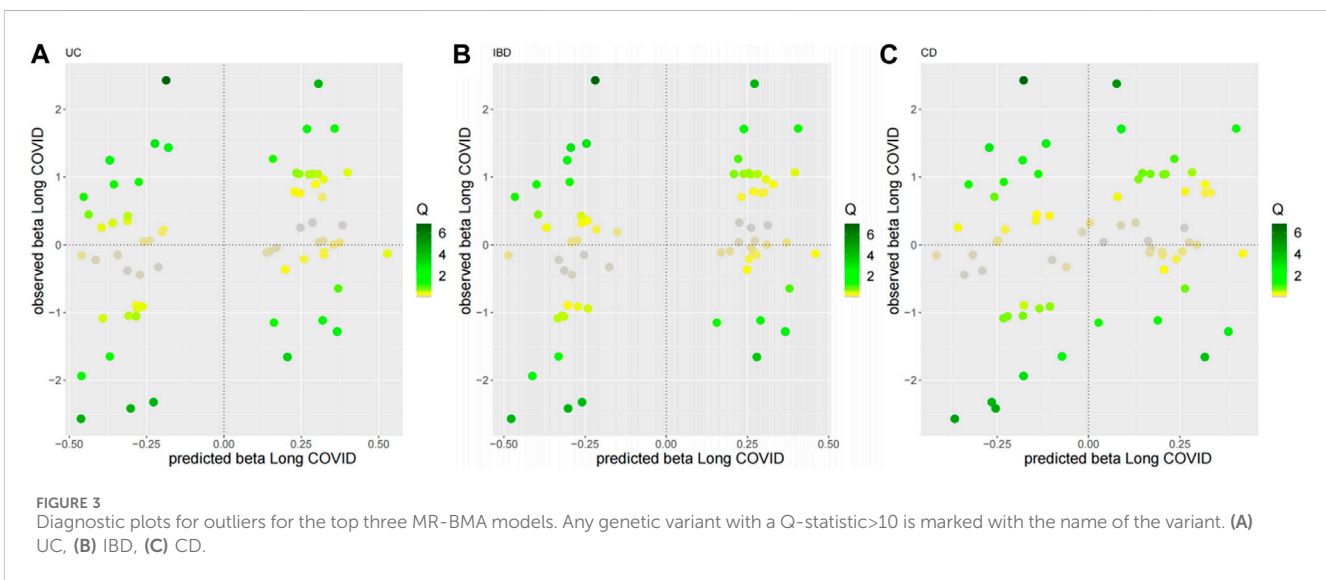 A
UC
observed beta Long COVID
2
1
0
−1
−2
−0.50
−0.25
0.00
0.25
0.50
predicted beta Long COVID
Q
6
4
2
B
IBD
observed beta Long COVID
2
1
0
−1
−2
−0.50
−0.25
0.00
0.25
0.50
predicted beta Long COVID
Q
6
4
2
C
CD
observed beta Long COVID
2
1
0
−1
−2
−0.25
0.00
0.25
predicted beta Long COVID
Q
6
4
2
FIGURE 3
Diagnostic plots for outliers for the top three MR-BMA models. Any genetic variant with a Q-statistic>10 is marked with the name of the variant. (A)
UC, (B) IBD, (C) CD.